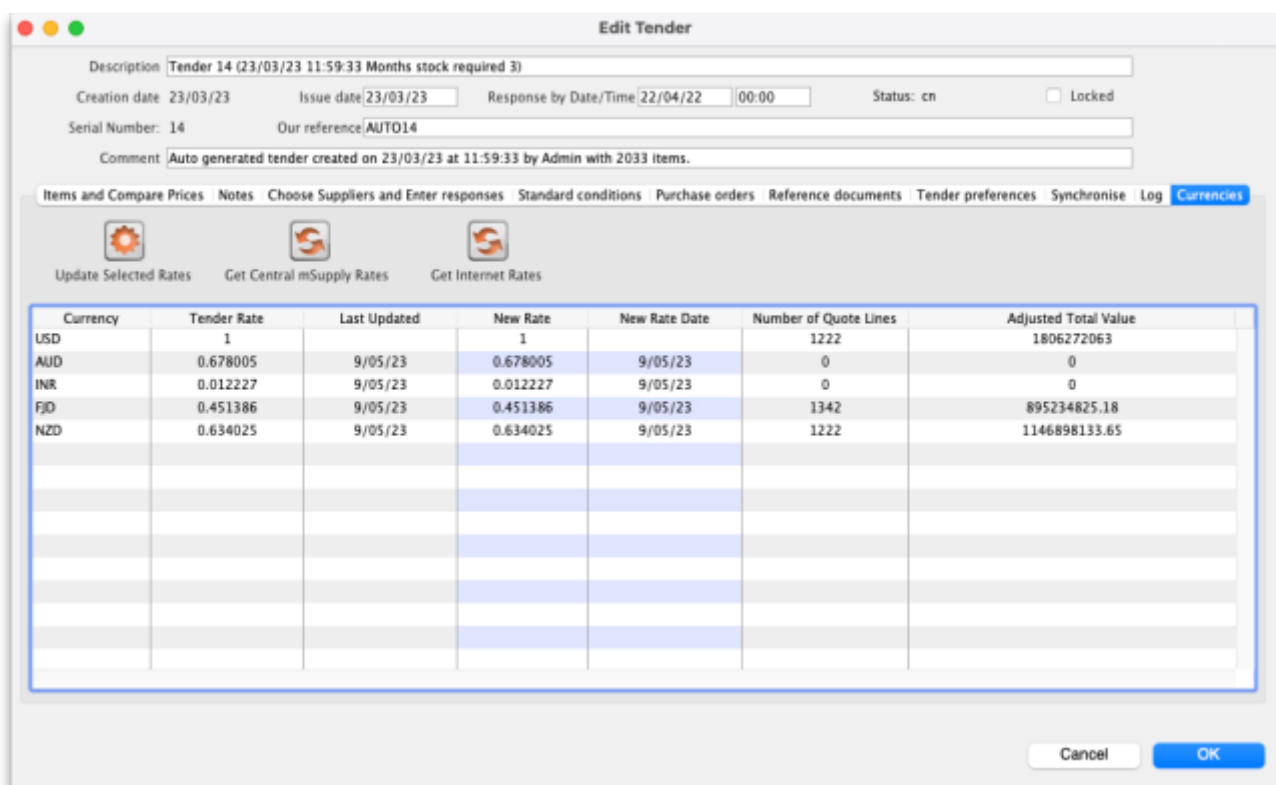 Edit Tender
Description Tender 14 (23/03/23 11:59:33 Months stock required 3)
Creation date 23/03/23 Issue date 23/03/23 Response by Date/Time 22/04/22 00:00 Status: cn Locked
Serial Number: 14 Our reference AUTO14
Comment Auto generated tender created on 23/03/23 at 11:59:33 by Admin with 2033 items.
Items and Compare Prices Notes Choose Suppliers and Enter responses Standard conditions Purchase orders Reference documents Tender preferences Synchronise Log Currencies
Update Selected Rates Get Central mSupply Rates Get Internet Rates
Currency Tender Rate Last Updated New Rate New Rate Date Number of Quote Lines Adjusted Total Value
USD 1 1 1222 1806272063
AUD 0.678005 9/05/23 0.678005 9/05/23 0 0
INR 0.012227 9/05/23 0.012227 9/05/23 0 0
FJD 0.451386 9/05/23 0.451386 9/05/23 1342 895234825.18
NZD 0.634025 9/05/23 0.634025 9/05/23 1222 1146898133.65
Cancel OK